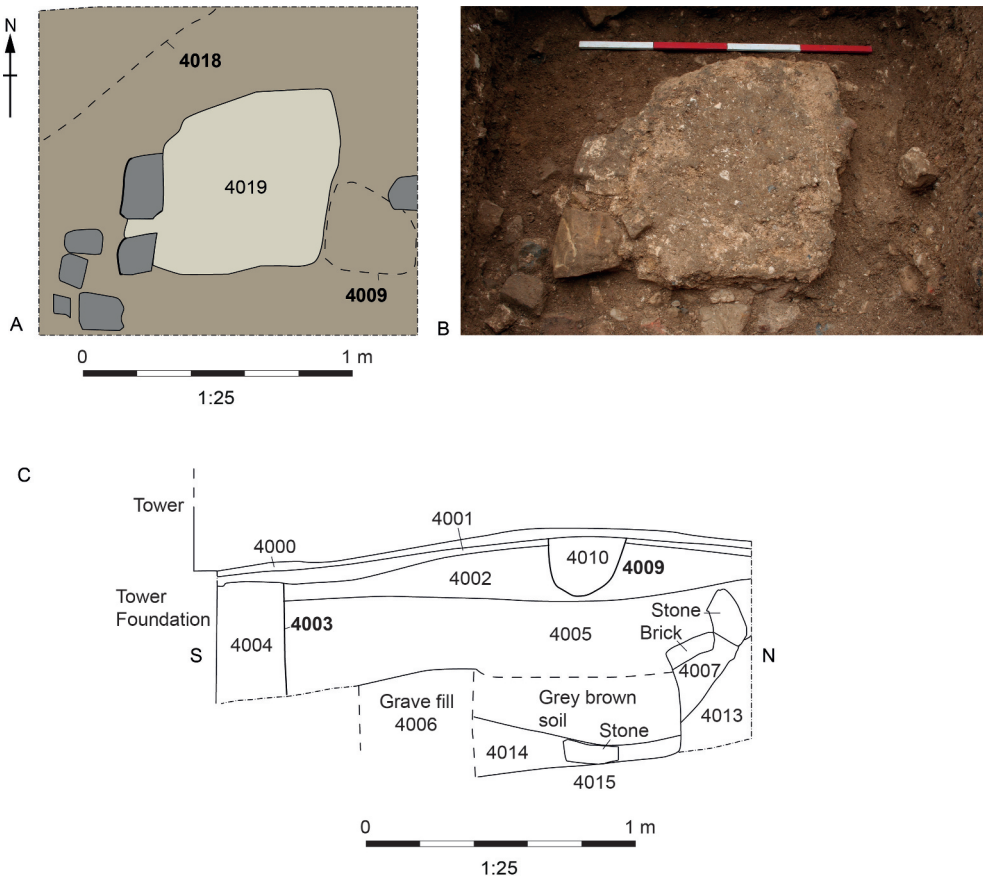 N
4018
4019
4009
A
B
0 1 m
1:25
C
Tower
4001
4000
4010
4009
4002
Tower
Foundation
4003
Stone
4005
Brick
4004
S
N
4007
Grave fill
4006
Grey brown
soil
4013
Stone
4014
4015
0 1 m
1:25